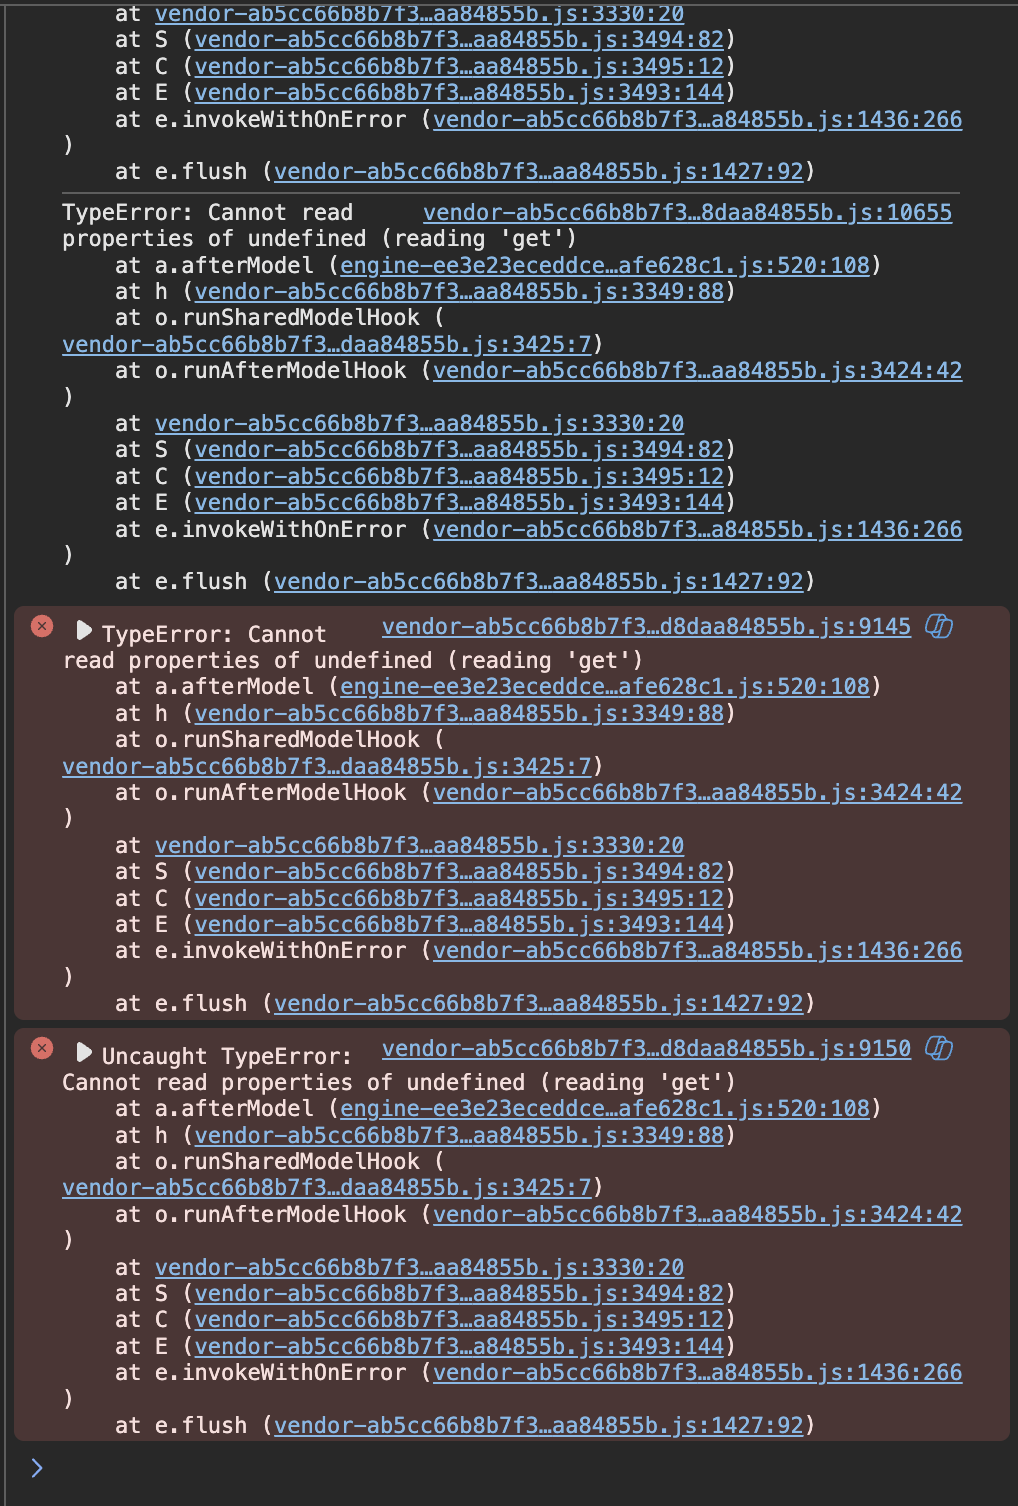 at vendor-ab5cc66b8b7f3…aa84855b.js:3330:20
at S (vendor-ab5cc66b8b7f3…aa84855b.js:3494:82)
at C (vendor-ab5cc66b8b7f3…aa84855b.js:3495:12)
at E (vendor-ab5cc66b8b7f3…a84855b.js:3493:144)
at e.invokeWithOnError (vendor-ab5cc66b8b7f3…a84855b.js:1436:266
)
at e.flush (vendor-ab5cc66b8b7f3…aa84855b.js:1427:92)
TypeError: Cannot read vendor-ab5cc66b8b7f3…8daa84855b.js:10655
properties of undefined (reading 'get')
at a.afterModel (engine-ee3e23eceddce…afe628c1.js:520:108)
at h (vendor-ab5cc66b8b7f3…aa84855b.js:3349:88)
at o.runSharedModelHook (
vendor-ab5cc66b8b7f3…daa84855b.js:3425:7)
at o.runAfterModelHook (vendor-ab5cc66b8b7f3…aa84855b.js:3424:42
)
at vendor-ab5cc66b8b7f3…aa84855b.js:3330:20
at S (vendor-ab5cc66b8b7f3…aa84855b.js:3494:82)
at C (vendor-ab5cc66b8b7f3…aa84855b.js:3495:12)
at E (vendor-ab5cc66b8b7f3…a84855b.js:3493:144)
at e.invokeWithOnError (vendor-ab5cc66b8b7f3…a84855b.js:1436:266
)
at e.flush (vendor-ab5cc66b8b7f3…aa84855b.js:1427:92)
TypeError: Cannot vendor-ab5cc66b8b7f3…d8daa84855b.js:9145
read properties of undefined (reading 'get')
at a.afterModel (engine-ee3e23eceddce…afe628c1.js:520:108)
at h (vendor-ab5cc66b8b7f3…aa84855b.js:3349:88)
at o.runSharedModelHook (
vendor-ab5cc66b8b7f3…daa84855b.js:3425:7)
at o.runAfterModelHook (vendor-ab5cc66b8b7f3…aa84855b.js:3424:42
)
at vendor-ab5cc66b8b7f3…aa84855b.js:3330:20
at S (vendor-ab5cc66b8b7f3…aa84855b.js:3494:82)
at C (vendor-ab5cc66b8b7f3…aa84855b.js:3495:12)
at E (vendor-ab5cc66b8b7f3…a84855b.js:3493:144)
at e.invokeWithOnError (vendor-ab5cc66b8b7f3…a84855b.js:1436:266
)
at e.flush (vendor-ab5cc66b8b7f3…aa84855b.js:1427:92)
Uncaught TypeError: vendor-ab5cc66b8b7f3…d8daa84855b.js:9150
Cannot read properties of undefined (reading 'get')
at a.afterModel (engine-ee3e23eceddce…afe628c1.js:520:108)
at h (vendor-ab5cc66b8b7f3…aa84855b.js:3349:88)
at o.runSharedModelHook (
vendor-ab5cc66b8b7f3…daa84855b.js:3425:7)
at o.runAfterModelHook (vendor-ab5cc66b8b7f3…aa84855b.js:3424:42
)
at vendor-ab5cc66b8b7f3…aa84855b.js:3330:20
at S (vendor-ab5cc66b8b7f3…aa84855b.js:3494:82)
at C (vendor-ab5cc66b8b7f3…aa84855b.js:3495:12)
at E (vendor-ab5cc66b8b7f3…a84855b.js:3493:144)
at e.invokeWithOnError (vendor-ab5cc66b8b7f3…a84855b.js:1436:266
)
at e.flush (vendor-ab5cc66b8b7f3…aa84855b.js:1427:92)